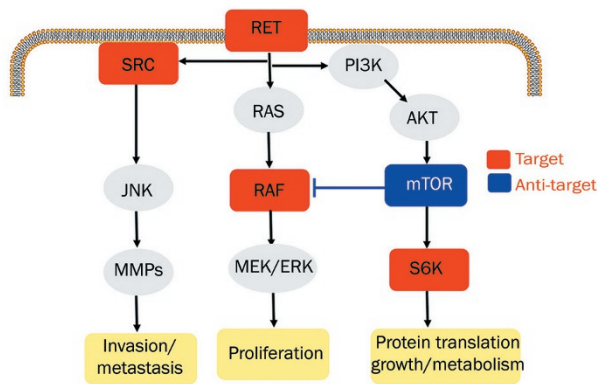 RET
SRC
PI3K
RAS
AKT
Target
Anti-target
JNK
RAF
mTOR
MMPs
MEK/ERK
S6K
Invasion/
metastasis
Proliferation
Protein translation
growth/metabolism